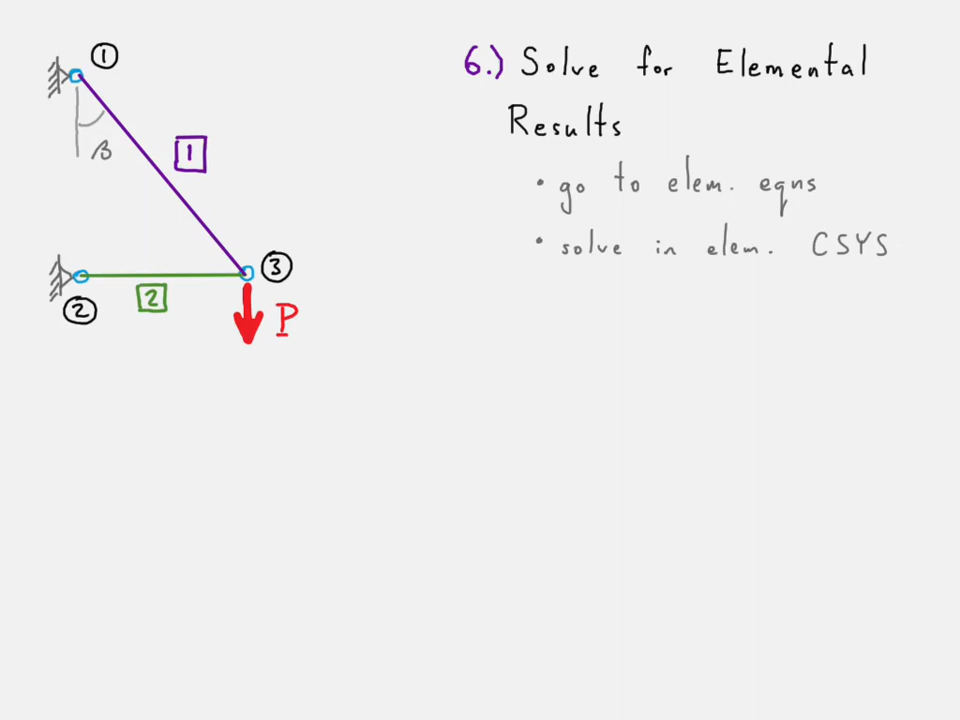 ①
β
1
③
2
②
P
6.) Solve for Elemental
Results
• go to elem. eqns
• solve in elem. CSYS